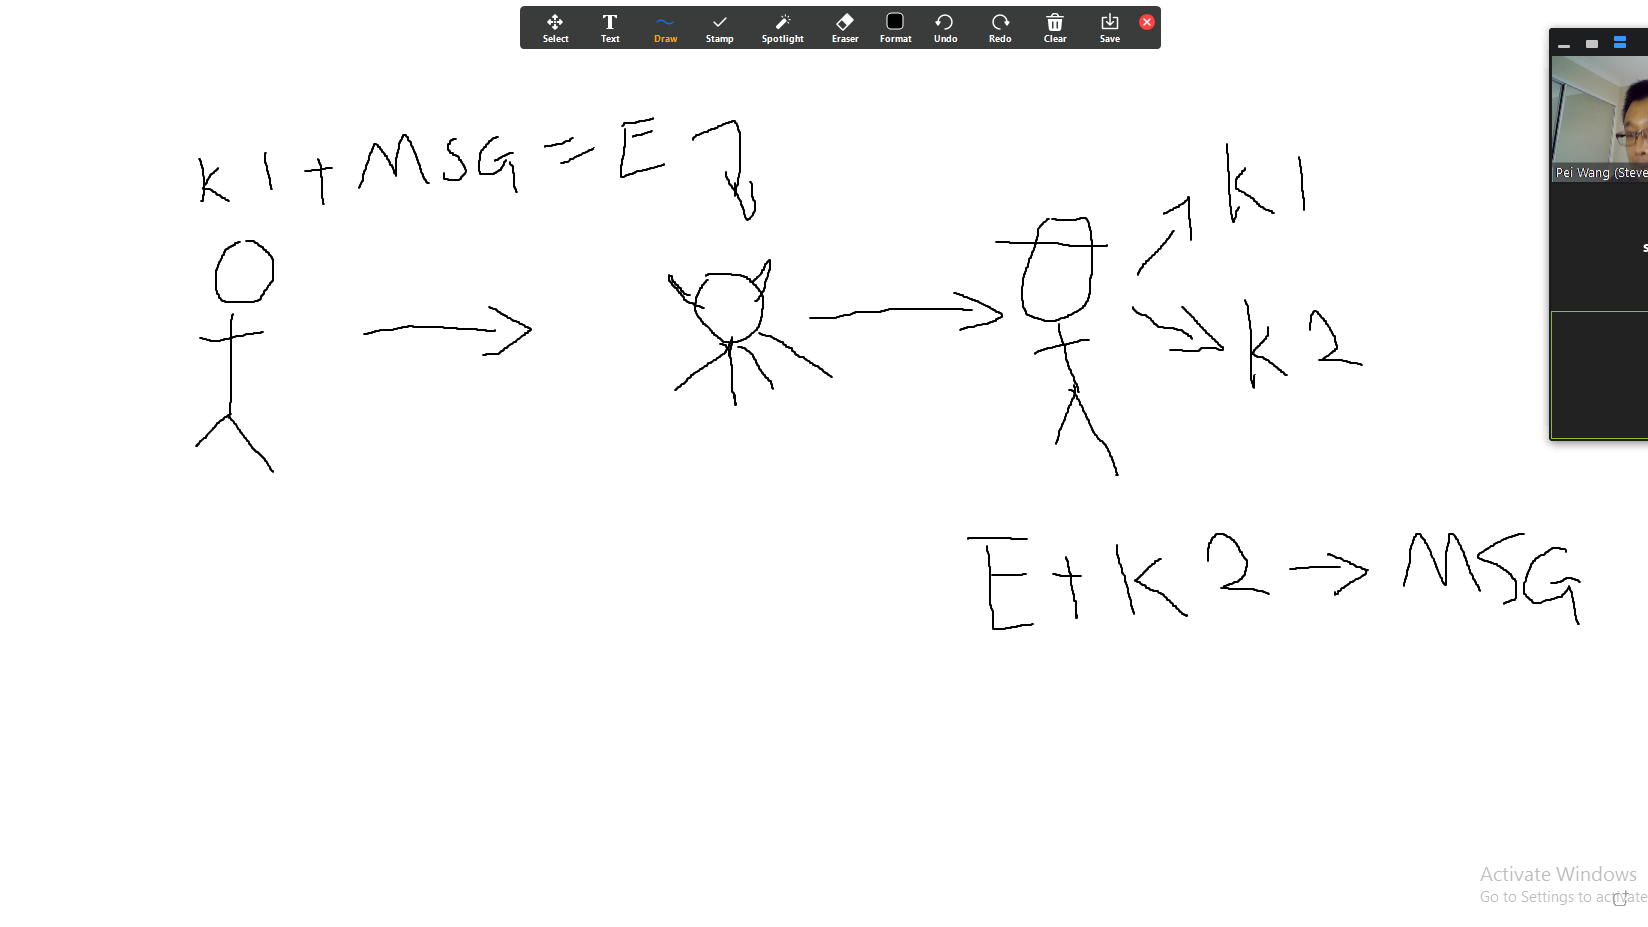 Select Text Draw Stamp Spotlight Eraser Format Undo Redo Clear Save
K1 + MSG = E
K1
Pei Wang (Steve
s
K2
E + K2 → MSG
Activate Windows
Go to Settings to activate